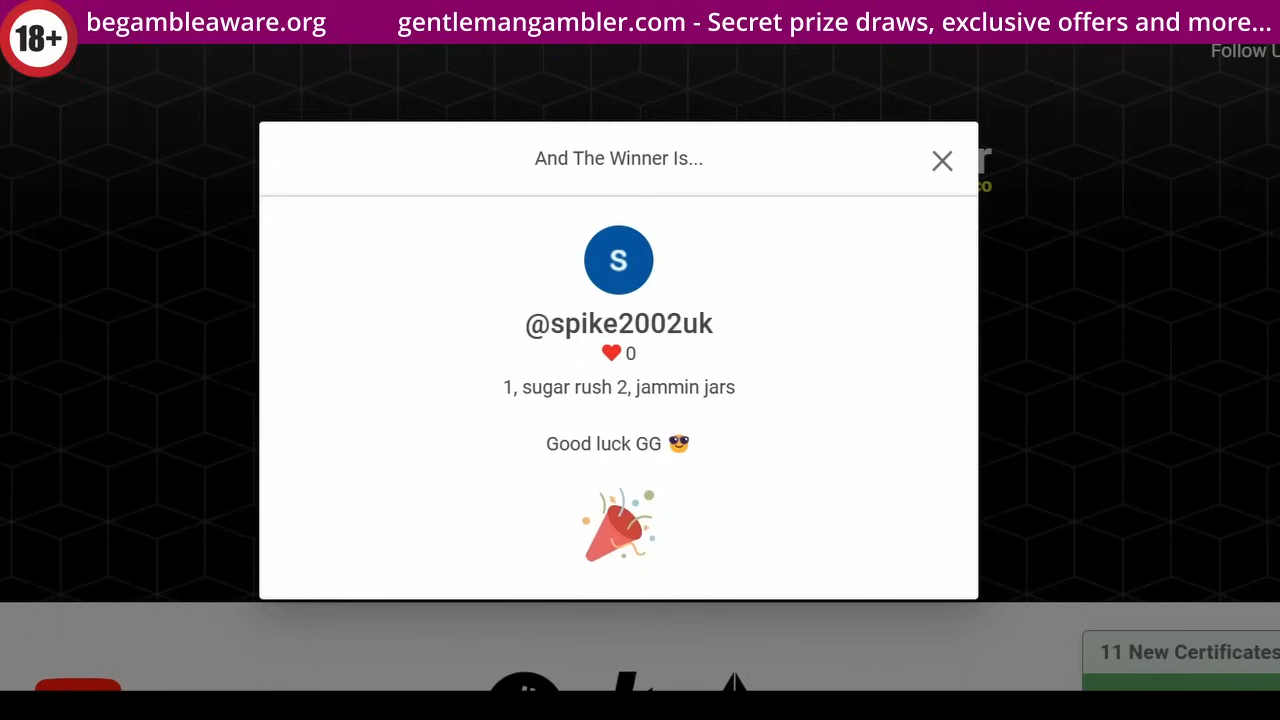 18+
begambleaware.org
gentlemangambler.com - Secret prize draws, exclusive offers and more...
Follow U
And The Winner Is...
r
co
S
@spike2002uk
0
1, sugar rush 2, jammin jars
Good luck GG 😎
11 New Certificates